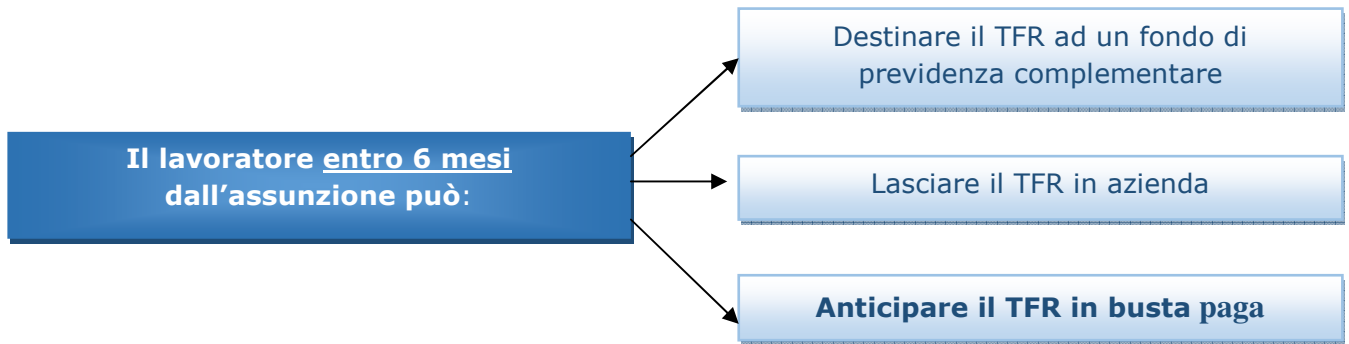 Il lavoratore entro 6 mesi
dall’assunzione può:
Destinare il TFR ad un fondo di
previdenza complementare
Lasciare il TFR in azienda
Anticipare il TFR in busta paga